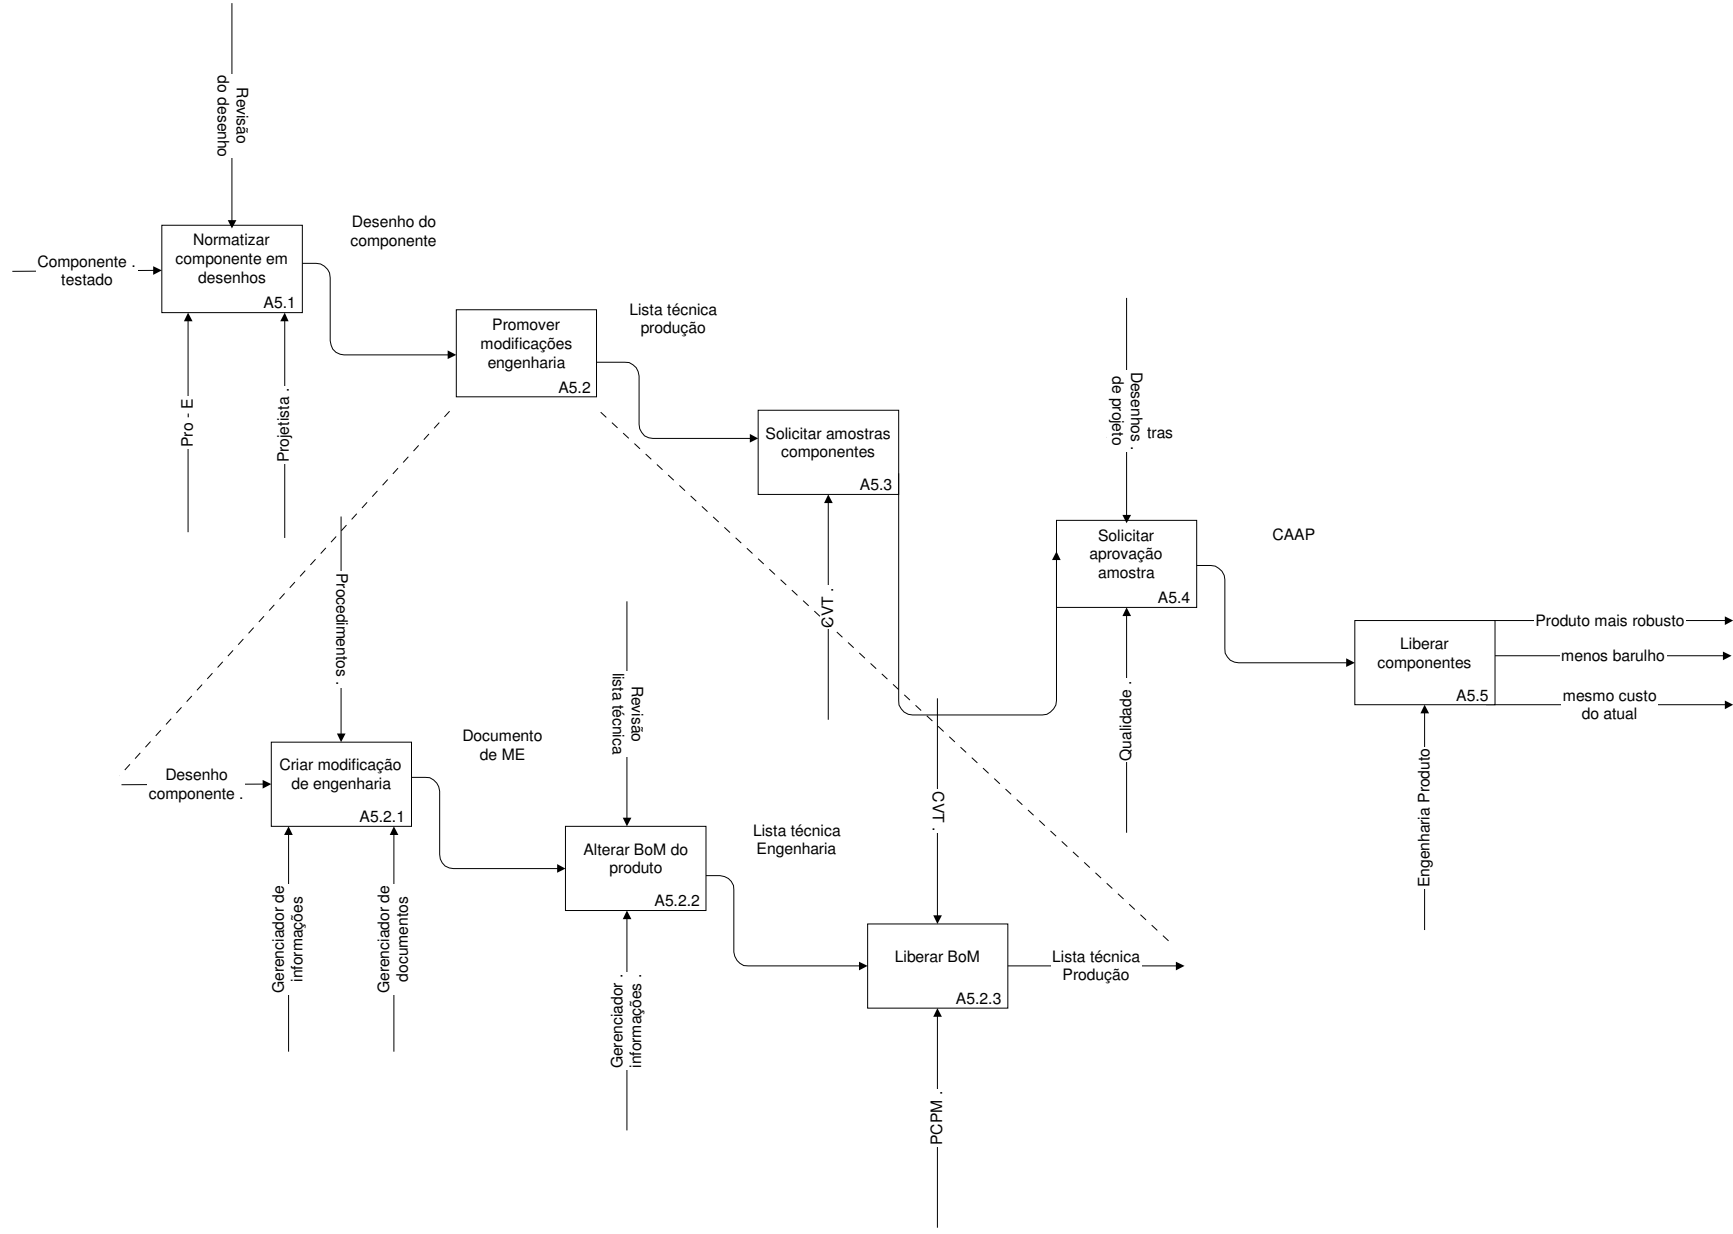 Revisão
do desenho
Normatizar
componente em
desenhos
A5.1
Componente .
testado
Desenho do
componente
Pro - E
Projetista .
Promover
modificações
engenharia
A5.2
Lista técnica
produção
Solicitar amostras
componentes
A5.3
CVT .
Desenhos .
de projeto
tras
Solicitar
aprovação
amostra
A5.4
Qualidade .
CAAP
Liberar
componentes
A5.5
Produto mais robusto
menos barulho
mesmo custo
do atual
Engenharia Produto
Procedimentos .
Desenho
componente .
Criar modificação
de engenharia
A5.2.1
Gerenciador de
informações
Gerenciador de
documentos
Documento
de ME
Revisão
lista técnica
Alterar BoM do
produto
A5.2.2
Gerenciador .
informações .
Lista técnica
Engenharia
CVT .
Liberar BoM
A5.2.3
PCPM .
Lista técnica
Produção